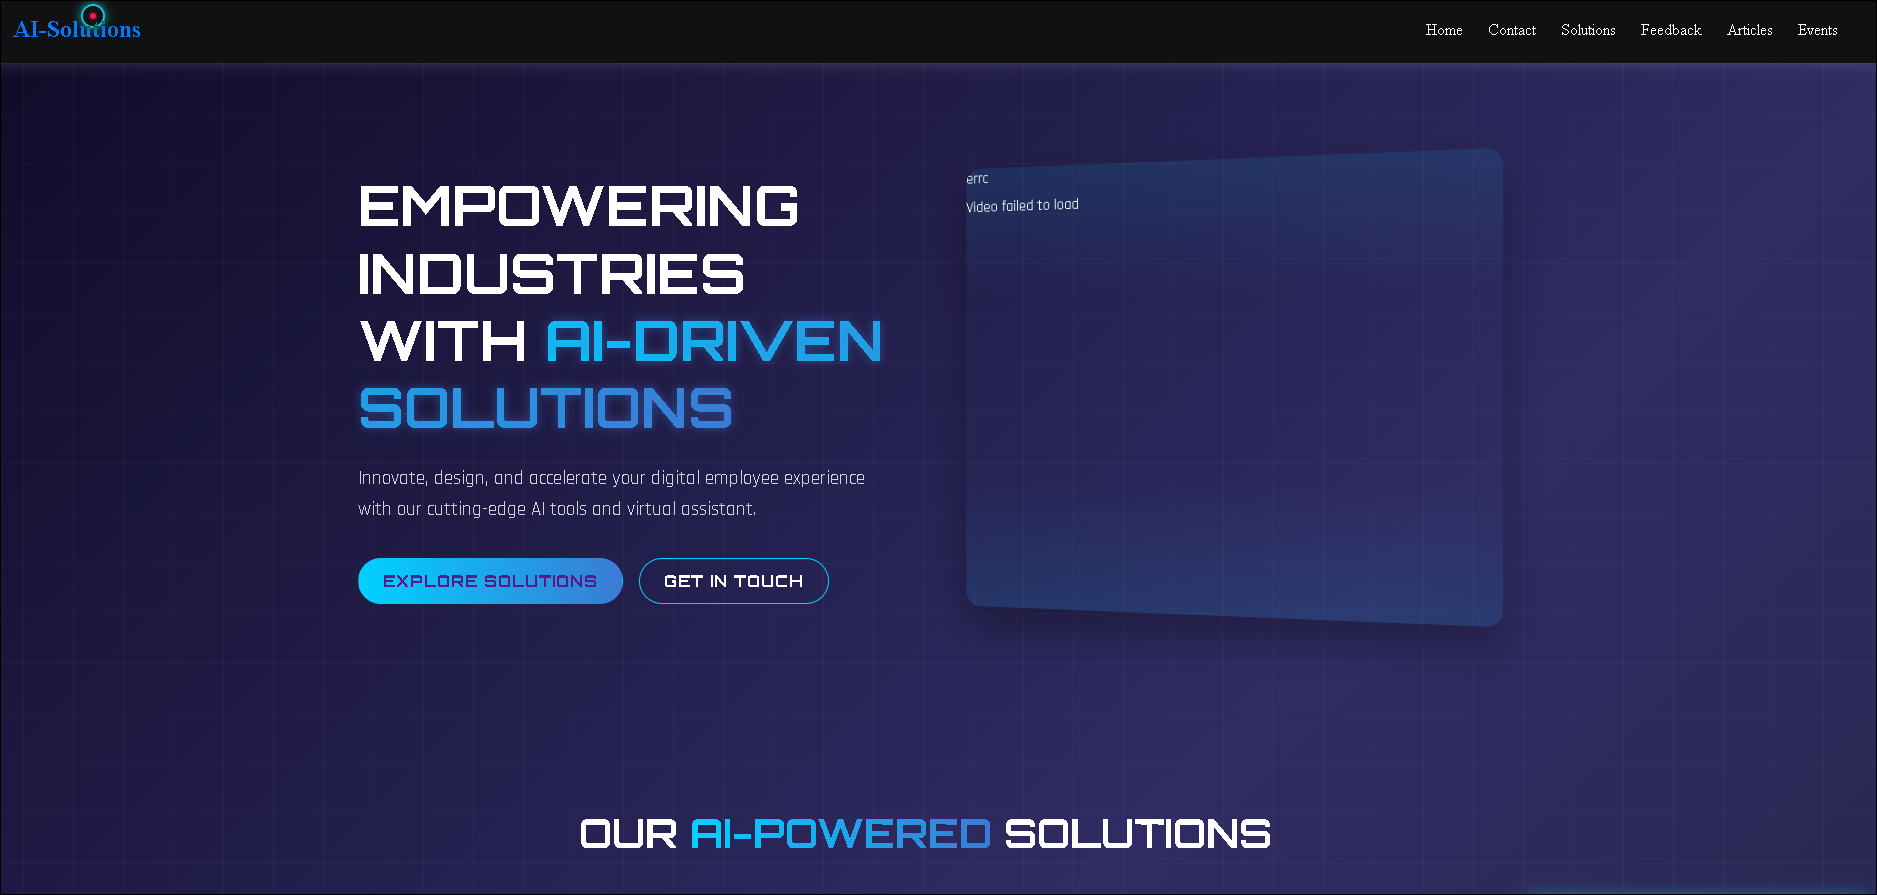 AI-Solutions
Home Contact Solutions Feedback Articles Events
EMPOWERING
INDUSTRIES
WITH AI-DRIVEN
SOLUTIONS
Innovate, design, and accelerate your digital employee experience
with our cutting-edge AI tools and virtual assistant.
EXPLORE SOLUTIONS GET IN TOUCH
errc
Video failed to load
OUR AI-POWERED SOLUTIONS